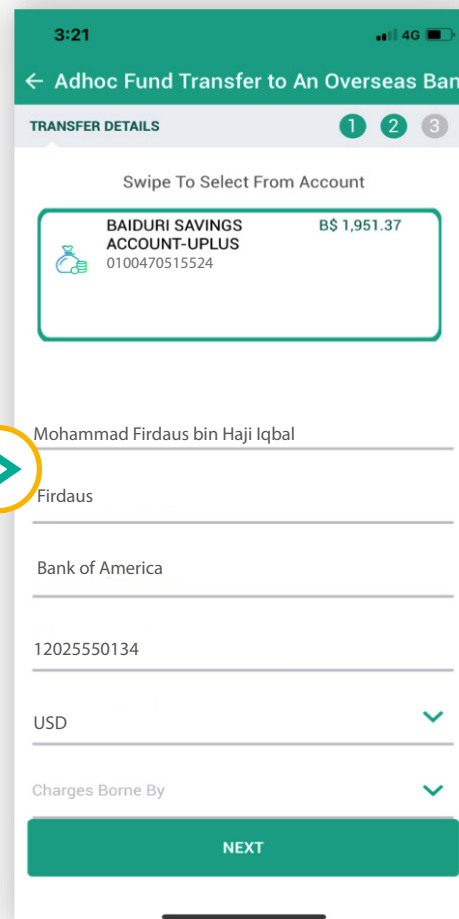 3:21 4G
← Adhoc Fund Transfer to An Overseas Ban
TRANSFER DETAILS 1 2 3
Swipe To Select From Account
BAIDURI SAVINGS B$ 1,951.37
ACCOUNT-UPLUS
0100470515524
Mohammad Firdaus bin Haji Iqbal
Firdaus
Bank of America
12025550134
USD
Charges Borne By
NEXT